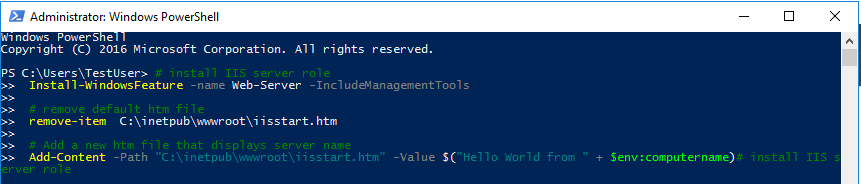 Administrator: Windows PowerShell
Windows PowerShell
Copyright (C) 2016 Microsoft Corporation. All rights reserved.
PS C:\Users\TestUser> # install IIS server role
>> Install-WindowsFeature -name Web-Server -IncludeManagementTools
>>
>> # remove default htm file
>> remove-item  C:\inetpub\wwwroot\iisstart.htm
>>
>> # Add a new htm file that displays server name
>> Add-Content -Path "C:\inetpub\wwwroot\iisstart.htm" -Value $("Hello World from " + $env:computername)# install IIS s
erver role